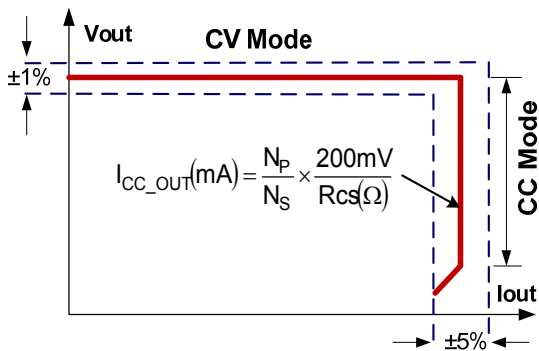 Vout
CV Mode
±1%
I_CC_OUT(mA) = N_P/N_S × 200mV/Rcs(Ω)
CC Mode
Iout
±5%